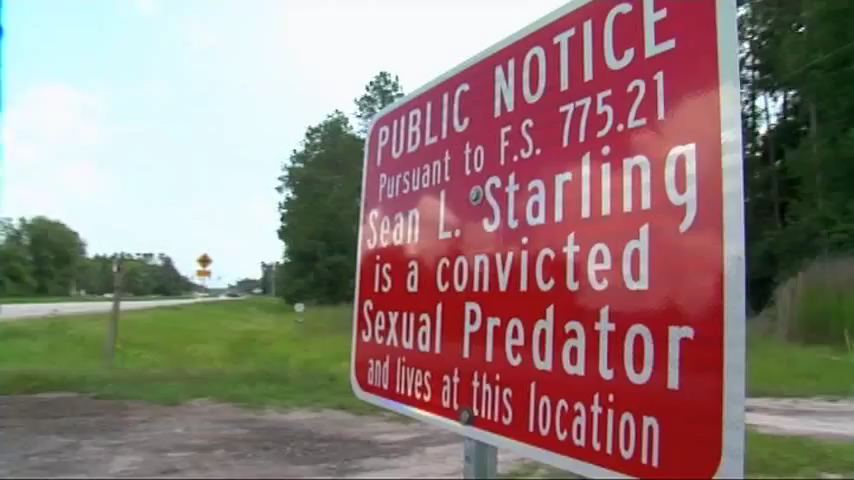 PUBLIC NOTICE
Pursuant to F.S. 775.21
Sean L. Starling
is a convicted
Sexual Predator
and lives at this location